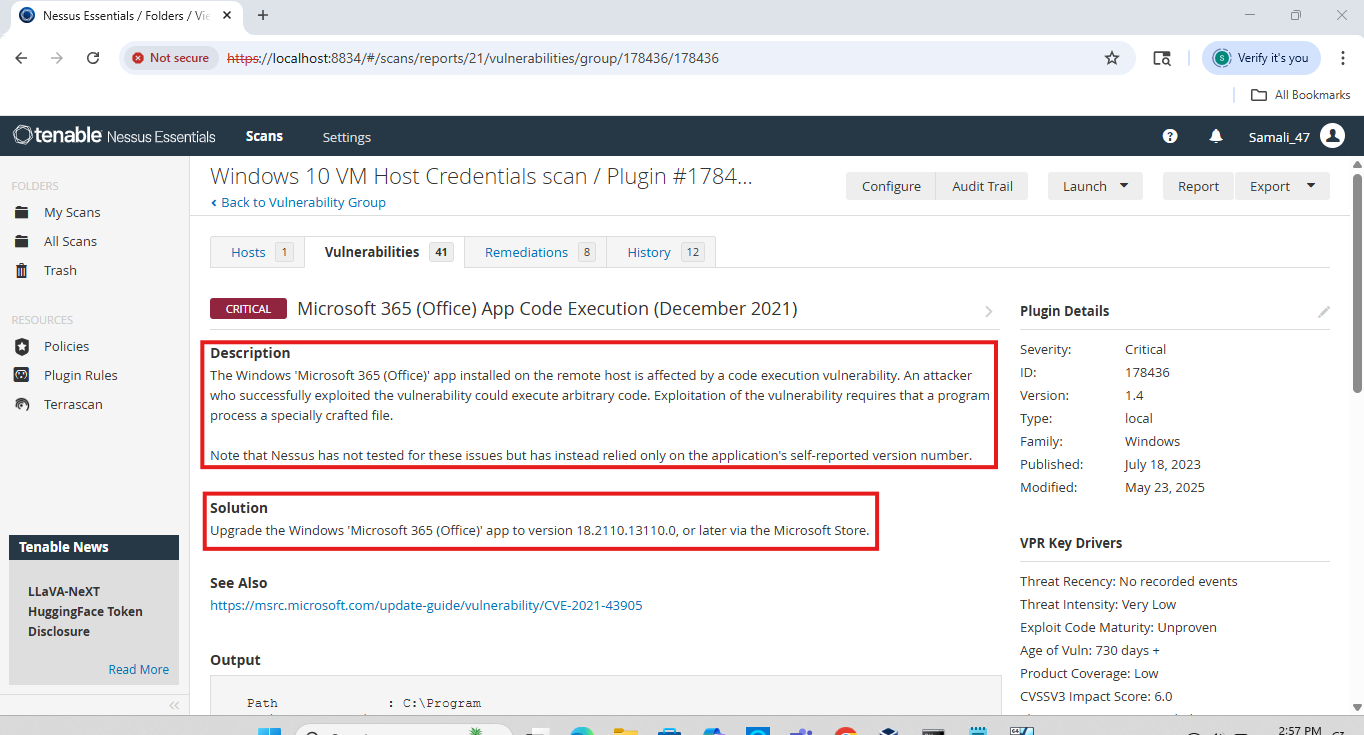 Nessus Essentials / Folders / Vie
Not secure
https://localhost:8834/#/scans/reports/21/vulnerabilities/group/178436/178436
S
Verify it's you
All Bookmarks
tenable Nessus Essentials
Scans
Settings
Samali_47
FOLDERS
My Scans
All Scans
Trash
RESOURCES
Policies
Plugin Rules
Terrascan
Tenable News
LLaVA-NeXT
HuggingFace Token
Disclosure
Read More
Windows 10 VM Host Credentials scan / Plugin #1784...
‹ Back to Vulnerability Group
Configure
Audit Trail
Launch
Report
Export
Hosts 1
Vulnerabilities 41
Remediations 8
History 12
CRITICAL
Microsoft 365 (Office) App Code Execution (December 2021)
Description
The Windows 'Microsoft 365 (Office)' app installed on the remote host is affected by a code execution vulnerability. An attacker
who successfully exploited the vulnerability could execute arbitrary code. Exploitation of the vulnerability requires that a program
process a specially crafted file.
Note that Nessus has not tested for these issues but has instead relied only on the application's self-reported version number.
Solution
Upgrade the Windows 'Microsoft 365 (Office)' app to version 18.2110.13110.0, or later via the Microsoft Store.
See Also
https://msrc.microsoft.com/update-guide/vulnerability/CVE-2021-43905
Output
Path : C:\Program
Plugin Details
Severity: Critical
ID: 178436
Version: 1.4
Type: local
Family: Windows
Published: July 18, 2023
Modified: May 23, 2025
VPR Key Drivers
Threat Recency: No recorded events
Threat Intensity: Very Low
Exploit Code Maturity: Unproven
Age of Vuln: 730 days +
Product Coverage: Low
CVSSV3 Impact Score: 6.0
2:57 PM